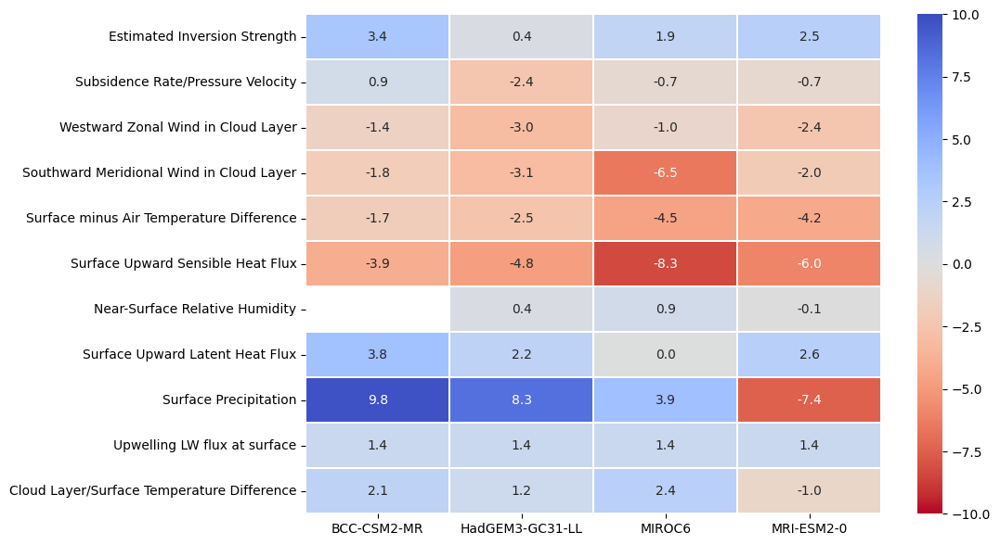 Estimated Inversion Strength 3.4 0.4 1.9 2.5
Subsidence Rate/Pressure Velocity 0.9 -2.4 -0.7 -0.7
Westward Zonal Wind in Cloud Layer -1.4 -3.0 -1.0 -2.4
Southward Meridional Wind in Cloud Layer -1.8 -3.1 -6.5 -2.0
Surface minus Air Temperature Difference -1.7 -2.5 -4.5 -4.2
Surface Upward Sensible Heat Flux -3.9 -4.8 -8.3 -6.0
Near-Surface Relative Humidity 0.4 0.9 -0.1
Surface Upward Latent Heat Flux 3.8 2.2 0.0 2.6
Surface Precipitation 9.8 8.3 3.9 -7.4
Upwelling LW flux at surface 1.4 1.4 1.4 1.4
Cloud Layer/Surface Temperature Difference 2.1 1.2 2.4 -1.0
BCC-CSM2-MR HadGEM3-GC31-LL MIROC6 MRI-ESM2-0
10.0
7.5
5.0
2.5
0.0
−2.5
−5.0
−7.5
−10.0